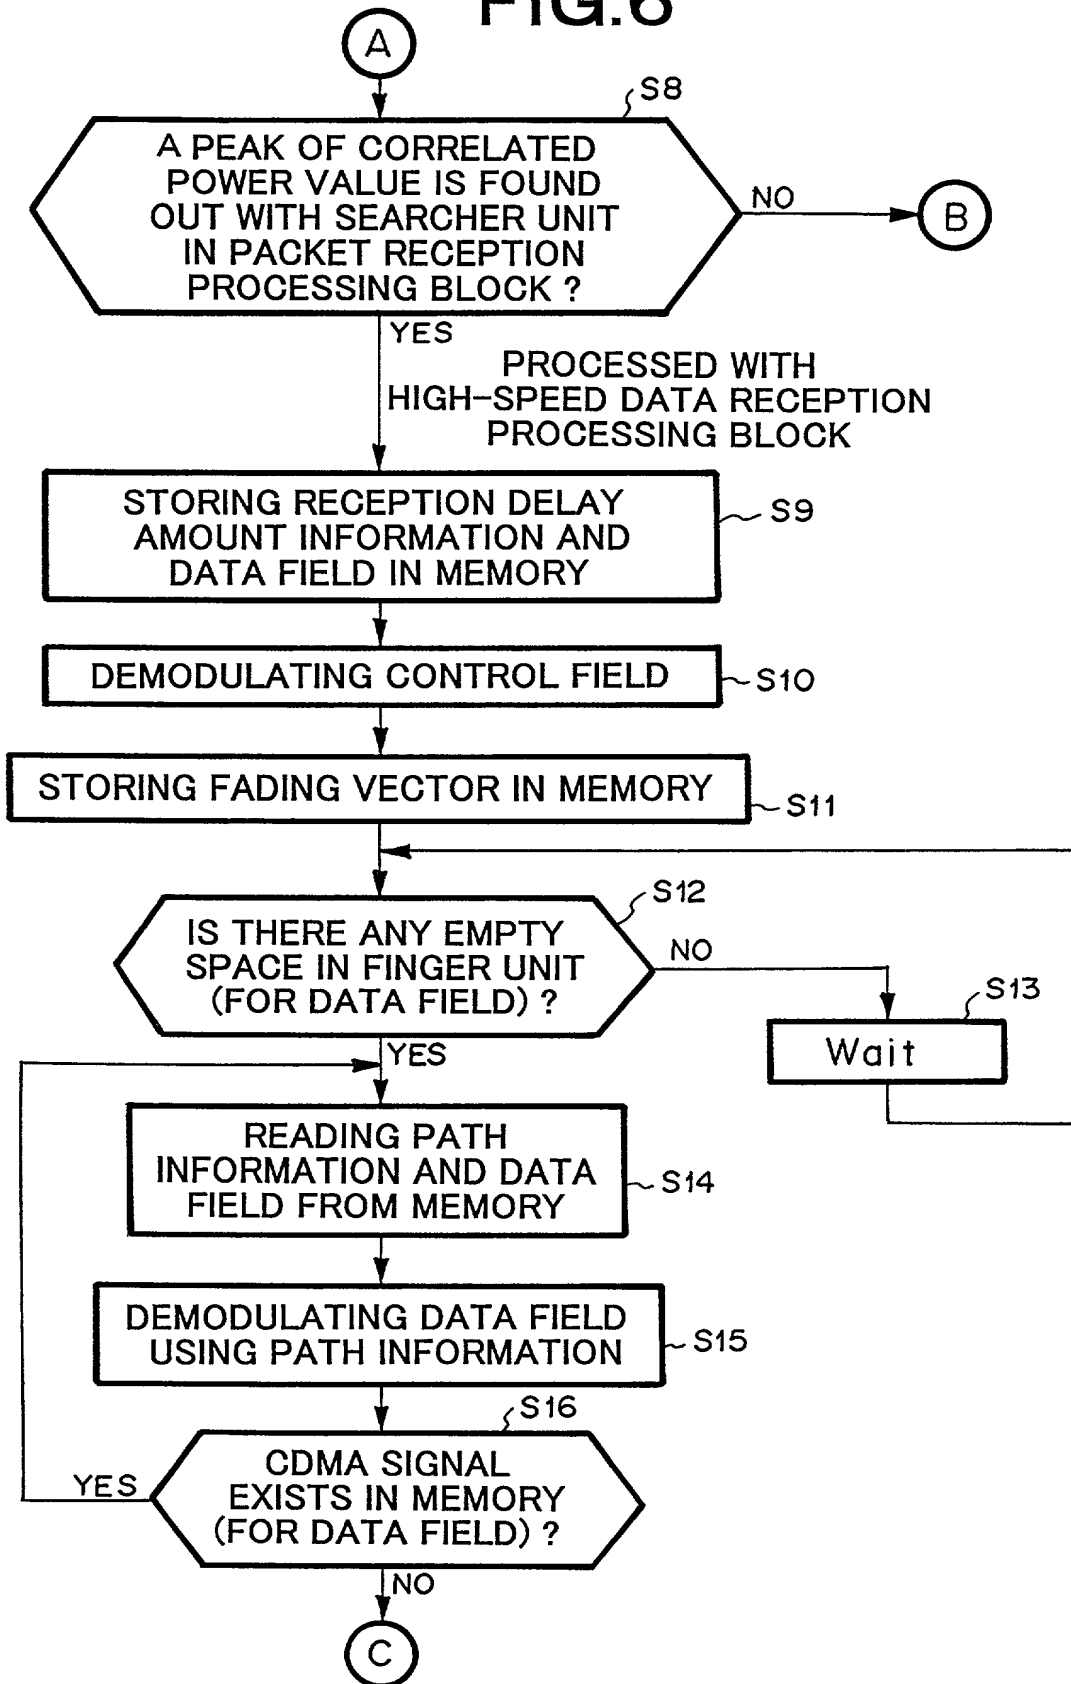 FIG.6
A
S8
A PEAK OF CORRELATED
POWER VALUE IS FOUND
OUT WITH SEARCHER UNIT
IN PACKET RECEPTION
PROCESSING BLOCK ?
NO
B
YES
PROCESSED WITH
HIGH-SPEED DATA RECEPTION
PROCESSING BLOCK
STORING RECEPTION DELAY
AMOUNT INFORMATION AND
DATA FIELD IN MEMORY
S9
DEMODULATING CONTROL FIELD
S10
STORING FADING VECTOR IN MEMORY
S11
S12
IS THERE ANY EMPTY
SPACE IN FINGER UNIT
(FOR DATA FIELD) ?
NO
S13
Wait
YES
READING PATH
INFORMATION AND DATA
FIELD FROM MEMORY
S14
DEMODULATING DATA FIELD
USING PATH INFORMATION
S15
S16
CDMA SIGNAL
EXISTS IN MEMORY
(FOR DATA FIELD) ?
YES
NO
C